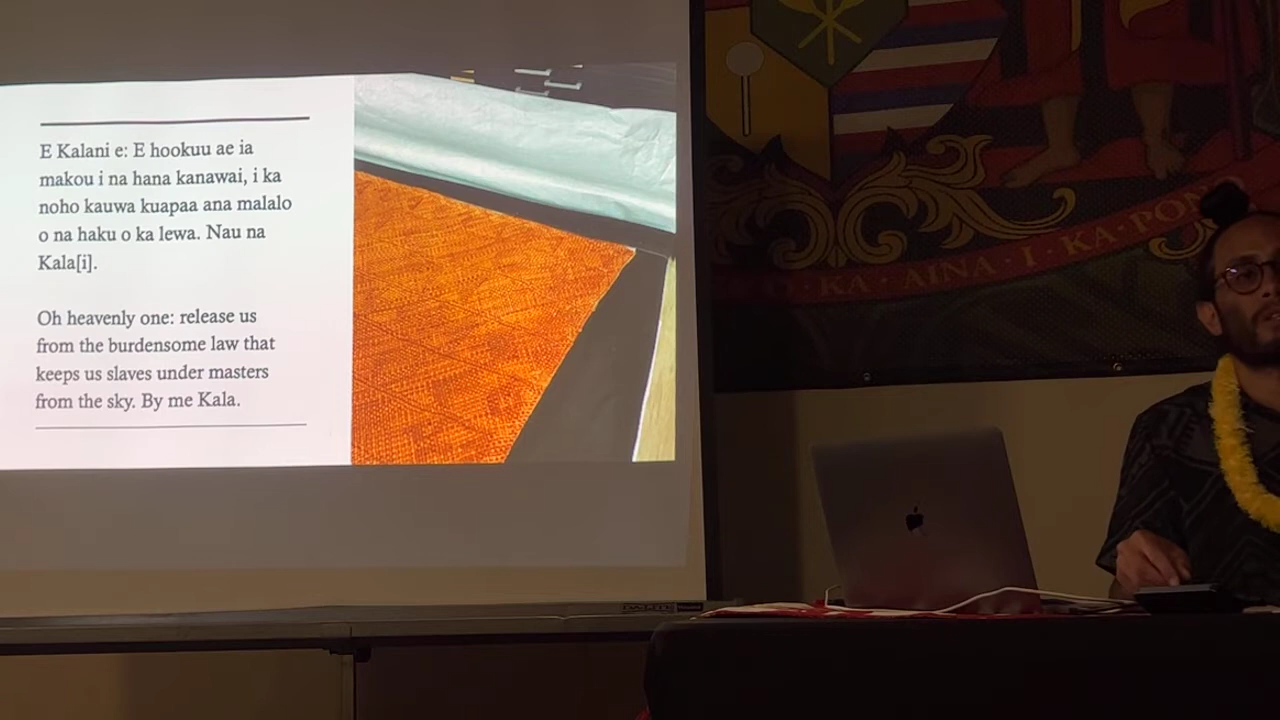 E Kalani e: E hookuu ae ia
makou i na hana kanawai, i ka
noho kauwa kuapaa ana malalo
o na haku o ka lewa. Nau na
Kala[i].
Oh heavenly one: release us
from the burdensome law that
keeps us slaves under masters
from the sky. By me Kala.
KA · AINA · I · KA · PONO
DA-LITE